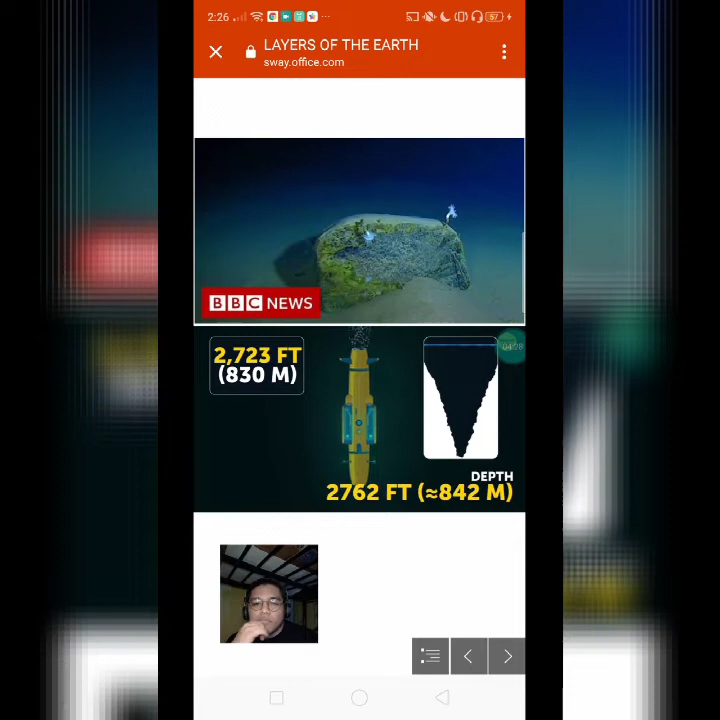 2:26
57
LAYERS OF THE EARTH
sway.office.com
BBC NEWS
2,723 FT
(830 M)
DEPTH
2762 FT (≈842 M)